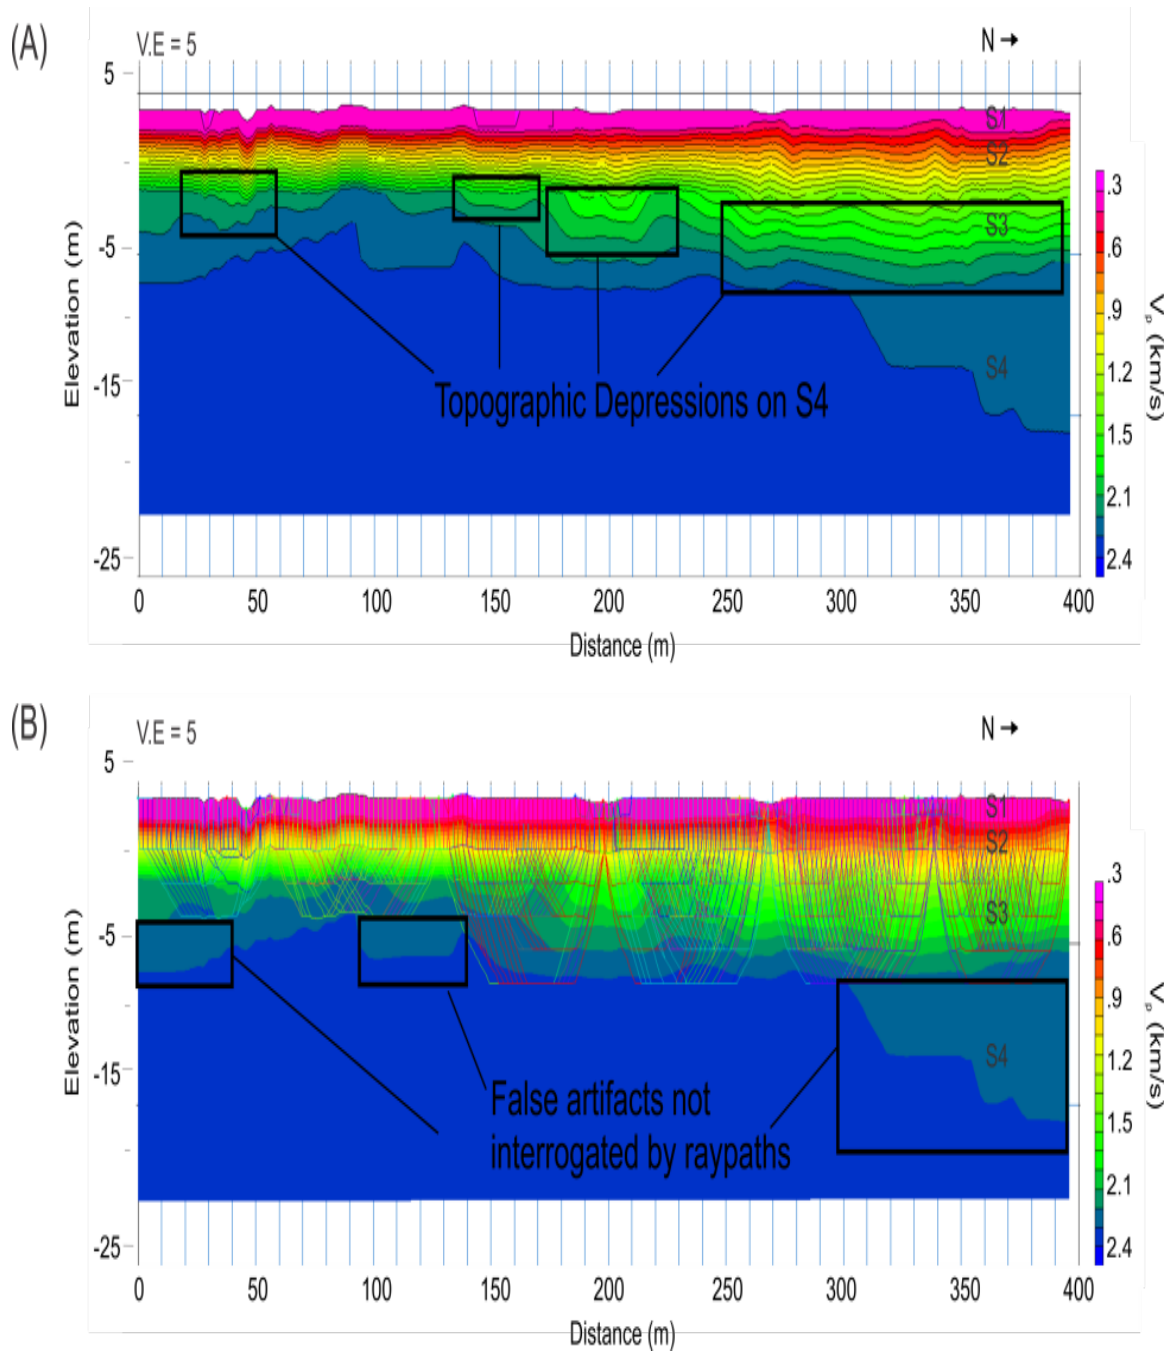 (A)
V.E = 5
N →
5
-5
-15
-25
Elevation (m)
S1
S2
S3
S4
Topographic Depressions on S4
.3
.6
.9
1.2
1.5
2.1
2.4
Vp (km/s)
0 50 100 150 200 250 300 350 400
Distance (m)
(B)
V.E = 5
N →
5
-5
-15
-25
Elevation (m)
S1
S2
S3
S4
False artifacts not
interrogated by raypaths
.3
.6
.9
1.2
1.5
2.1
2.4
Vp (km/s)
0 50 100 150 200 250 300 350 400
Distance (m)